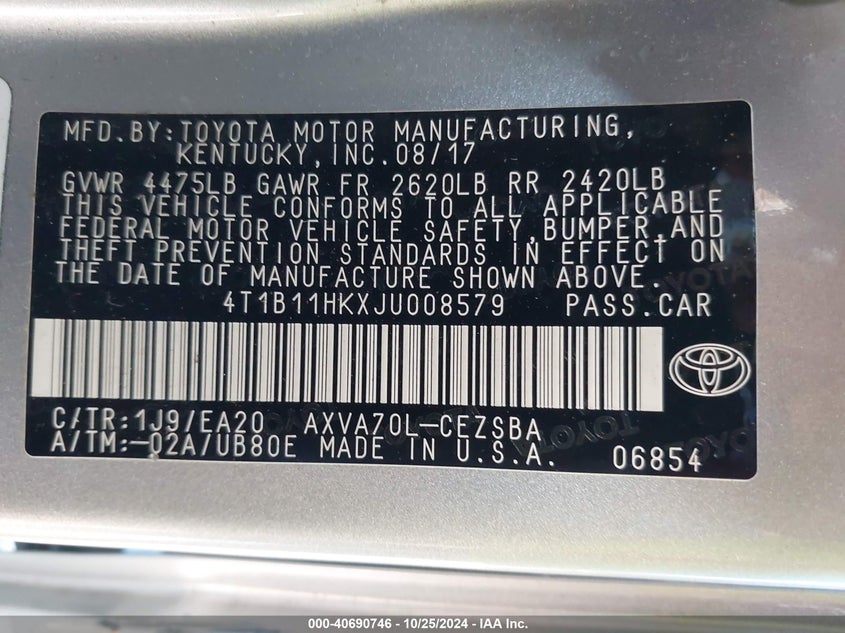 MFD. BY: TOYOTA MOTOR MANUFACTURING,
KENTUCKY, INC. 08/17
GVWR 4475LB GAWR FR 2620LB RR 2420LB
THIS VEHICLE CONFORMS TO ALL APPLICABLE
FEDERAL MOTOR VEHICLE SAFETY, BUMPER, AND
THEFT PREVENTION STANDARDS IN EFFECT ON
THE DATE OF MANUFACTURE SHOWN ABOVE.
4T1B11HKXJU008579 PASS. CAR
C/TR: 1J9/EA20 AXVA70L-CEZSBA
A/TM: -02A/UB80E MADE IN U.S.A. 06854
000-40690746 - 10/25/2024 - IAA Inc.